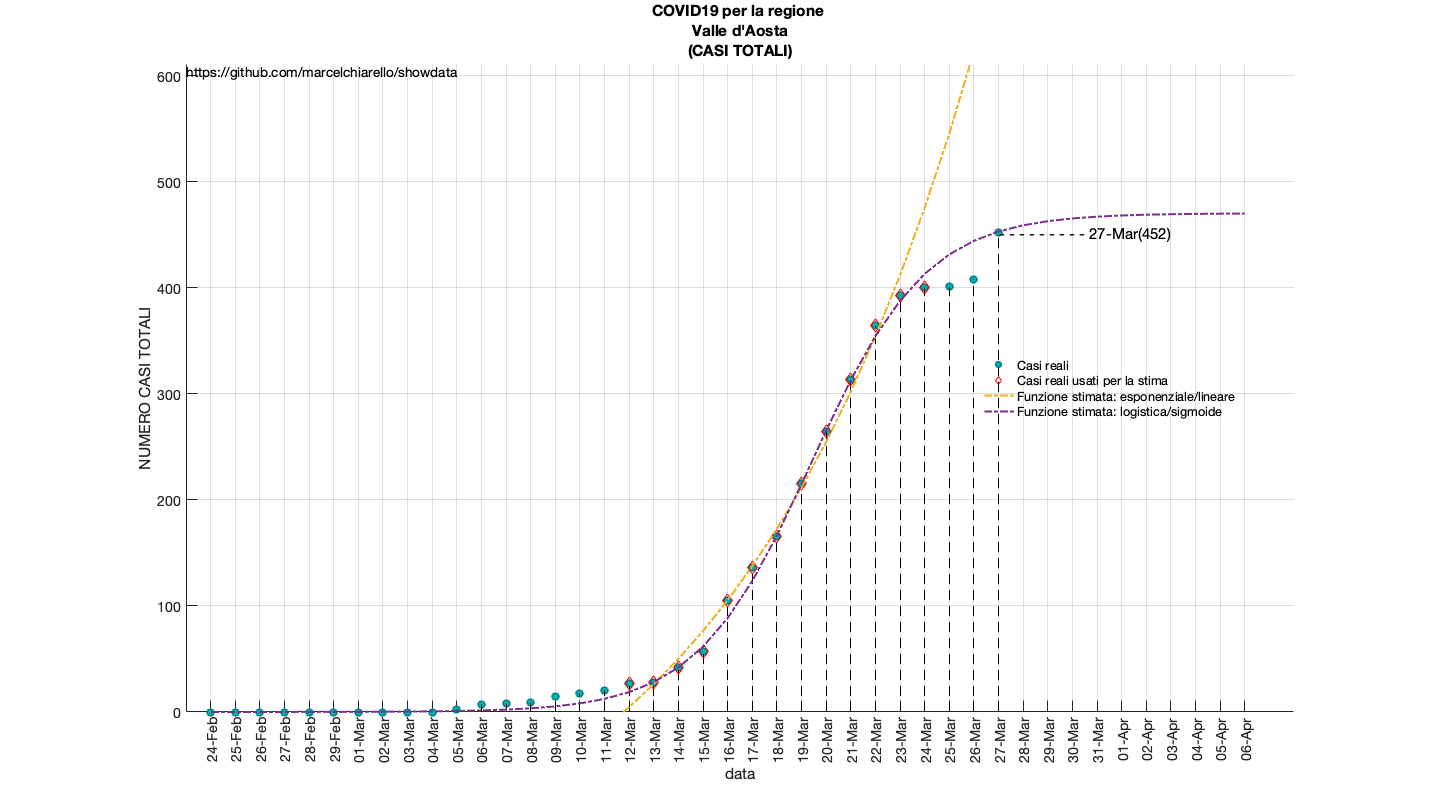 COVID19 per la regione
Valle d'Aosta
(CASI TOTALI)
https://github.com/marcelchiarello/showdata
NUMERO CASI TOTALI
600
500
400
300
200
100
0
27-Mar(452)
Casi reali
Casi reali usati per la stima
Funzione stimata: esponenziale/lineare
Funzione stimata: logistica/sigmoide
24-Feb
25-Feb
26-Feb
27-Feb
28-Feb
29-Feb
01-Mar
02-Mar
03-Mar
04-Mar
05-Mar
06-Mar
07-Mar
08-Mar
09-Mar
10-Mar
11-Mar
12-Mar
13-Mar
14-Mar
15-Mar
16-Mar
17-Mar
18-Mar
19-Mar
20-Mar
21-Mar
22-Mar
23-Mar
24-Mar
25-Mar
26-Mar
27-Mar
28-Mar
29-Mar
30-Mar
31-Mar
01-Apr
02-Apr
03-Apr
04-Apr
05-Apr
06-Apr
data